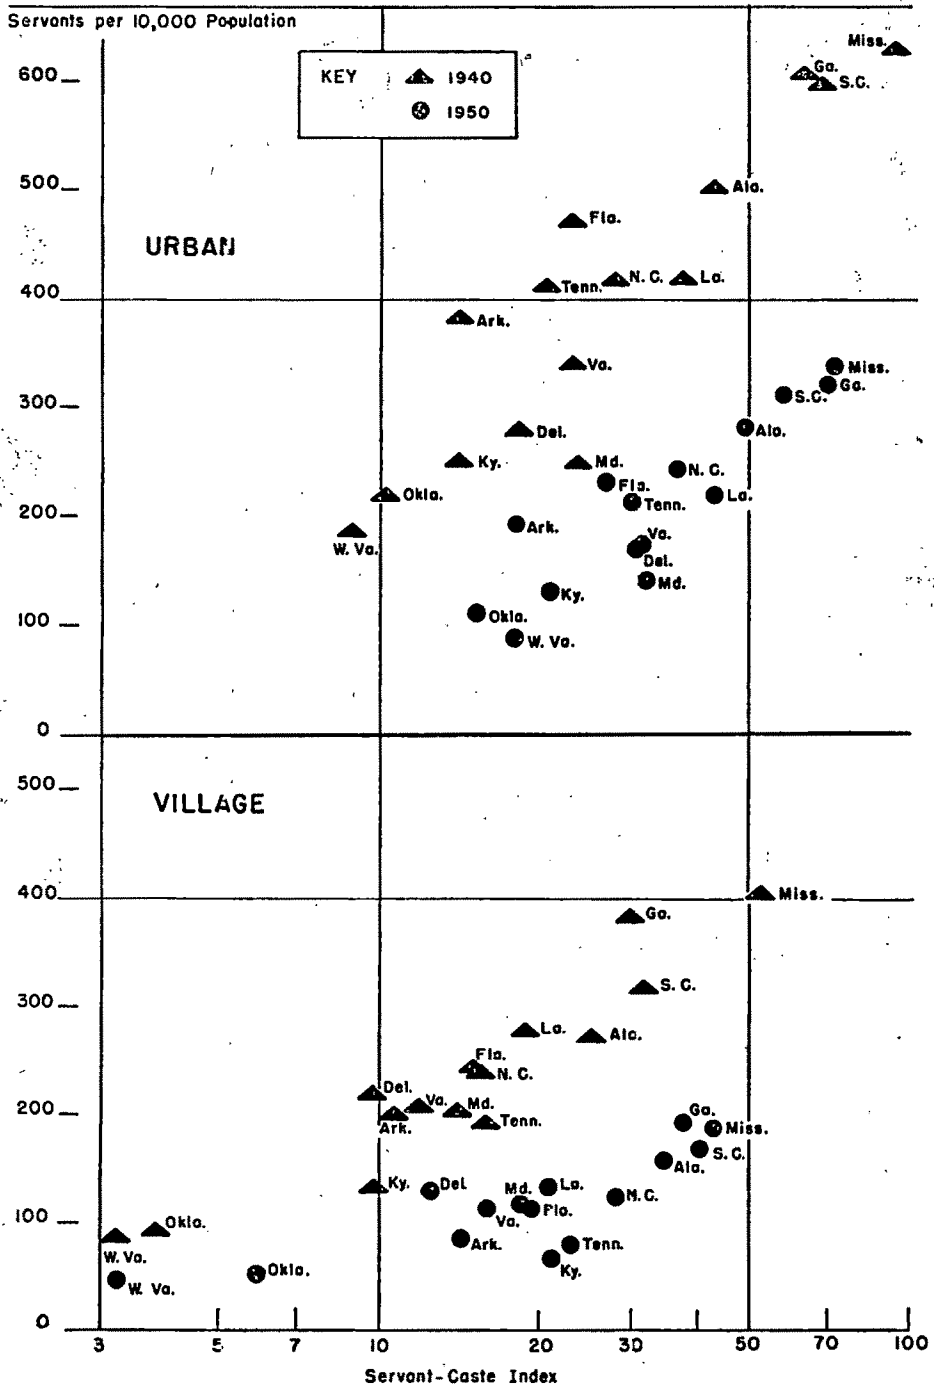 Servants per 10,000 Population
KEY 1940
1950
600
500
400
300
200
100
0
URBAN
Miss.
Ga.
S.C.
Ala.
Fla.
Tenn.
N.C.
La.
Ark.
Va.
Miss.
Ga.
S.C.
Del.
Ala.
Ky.
Md.
N.C.
Fla.
Okla.
La.
Tenn.
Ark.
W. Va.
Va.
Del.
Md.
Ky.
Okla.
W. Va.
500
400
300
200
100
0
VILLAGE
Miss.
Ga.
S.C.
La.
Ala.
Fla.
N.C.
Del.
Va.
Md.
Ark.
Tenn.
Ga.
Miss.
S.C.
Ala.
Ky.
Del.
Md.
La.
N.C.
Va.
Fla.
Okla.
W. Va.
Ark.
Tenn.
Ky.
Okla.
W. Va.
3 5 7 10 20 30 50 70 100
Servant-Caste Index